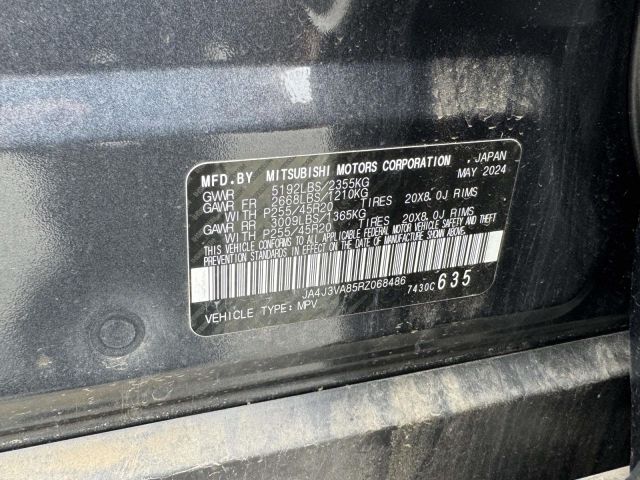 MFD.BY MITSUBISHI MOTORS CORPORATION , JAPAN
MAY 2024
GVWR 5192LBS/2355KG
GAWR FR 2668LBS/1210KG
WITH P255/45R20 TIRES 20X8.0J RIMS
GAWR RR 3009LBS/1365KG
WITH P255/45R20 TIRES 20X8.0J RIMS
THIS VEHICLE CONFORMS TO ALL APPLICABLE FEDERAL MOTOR VEHICLE SAFETY AND THEFT
PREVENTION STANDARDS IN EFFECT ON THE DATE OF MANUFACTURE SHOWN ABOVE.
JA4J3VA85RZ068486
7430C 635
VEHICLE TYPE: MPV